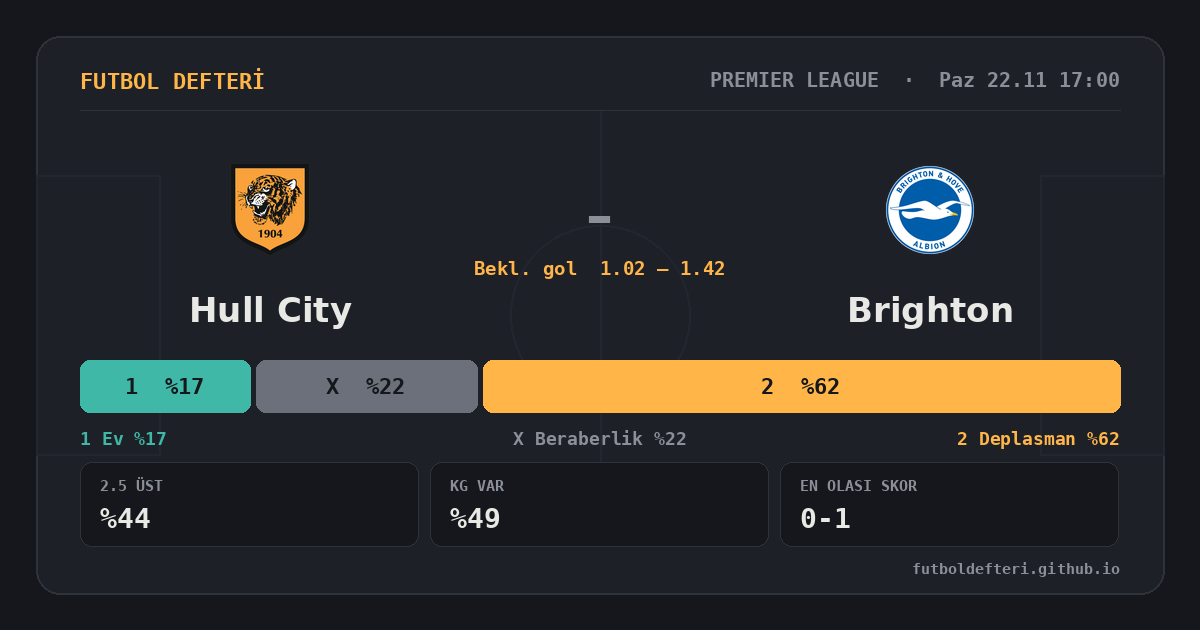 FUTBOL DEFTERİ
PREMIER LEAGUE · Paz 22.11 17:00
1904
BRIGHTON & HOVE
ALBION
–
Bekl. gol 1.02 – 1.42
Hull City
Brighton
1 %17
X %22
2 %62
1 Ev %17
X Beraberlik %22
2 Deplasman %62
2.5 ÜST
%44
KG VAR
%49
EN OLASI SKOR
0-1
futboldefteri.github.io